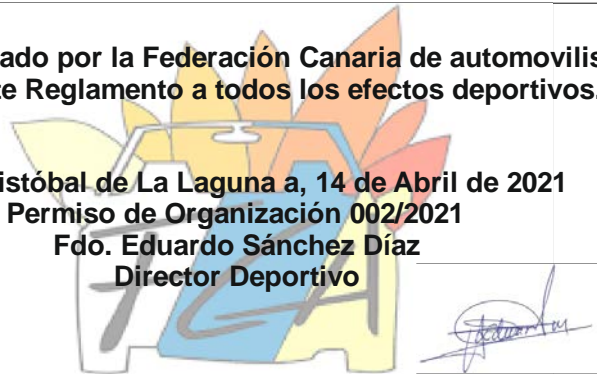 ado por la Federación Canaria de automovilis
te Reglamento a todos los efectos deportivos.
istóbal de La Laguna a, 14 de Abril de 2021
Permiso de Organización 002/2021
Fdo. Eduardo Sánchez Díaz
Director Deportivo
FCA